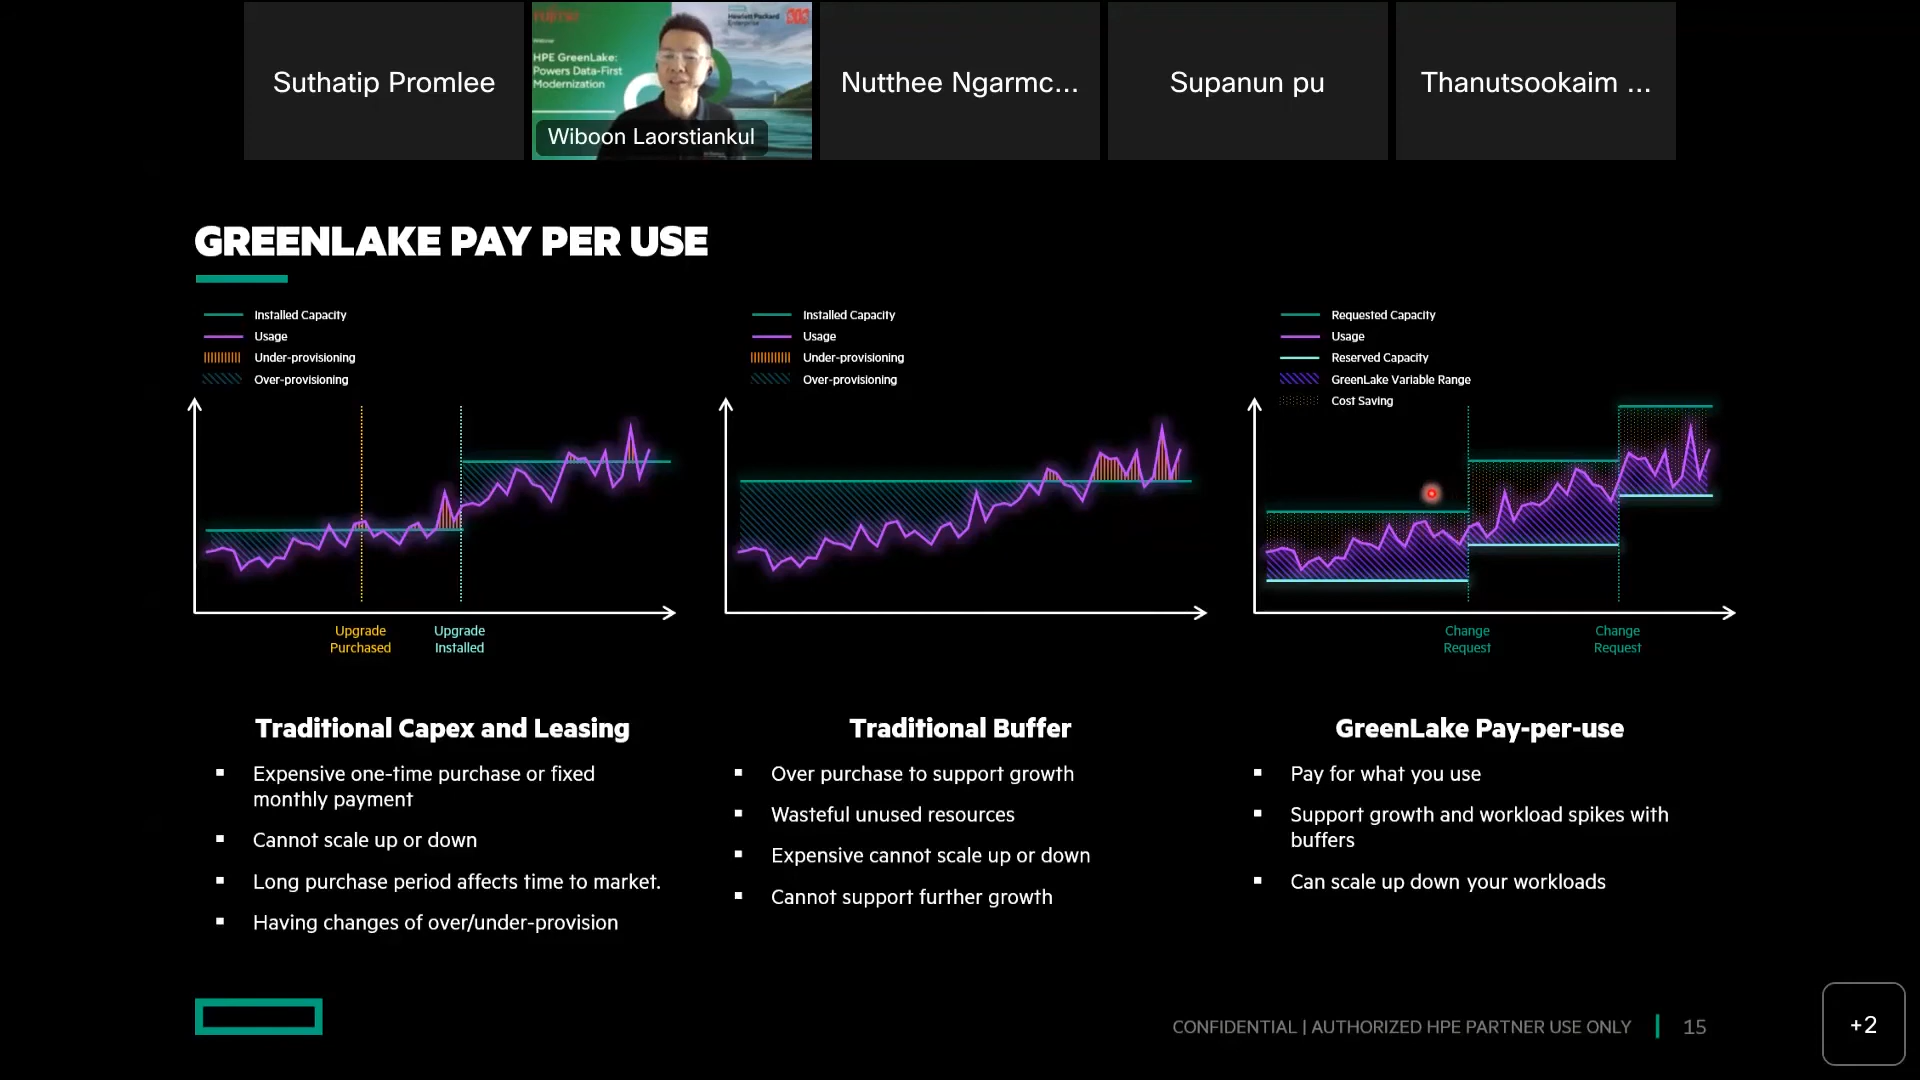 Suthatip Promlee
HPE GreenLake:
Powers Data-First
Modernization
Hewlett Packard
Enterprise
Wiboon Laorstiankul
Nutthee Ngarmc...
Supanun pu
Thanutsookaim ...
GREENLAKE PAY PER USE
Installed Capacity
Usage
Under-provisioning
Over-provisioning
Upgrade
Purchased
Upgrade
Installed
Installed Capacity
Usage
Under-provisioning
Over-provisioning
Requested Capacity
Usage
Reserved Capacity
GreenLake Variable Range
Cost Saving
Change
Request
Change
Request
Traditional Capex and Leasing
▪ Expensive one-time purchase or fixed
monthly payment
▪ Cannot scale up or down
▪ Long purchase period affects time to market.
▪ Having changes of over/under-provision
Traditional Buffer
▪ Over purchase to support growth
▪ Wasteful unused resources
▪ Expensive cannot scale up or down
▪ Cannot support further growth
GreenLake Pay-per-use
▪ Pay for what you use
▪ Support growth and workload spikes with
buffers
▪ Can scale up down your workloads
CONFIDENTIAL | AUTHORIZED HPE PARTNER USE ONLY
15
+2